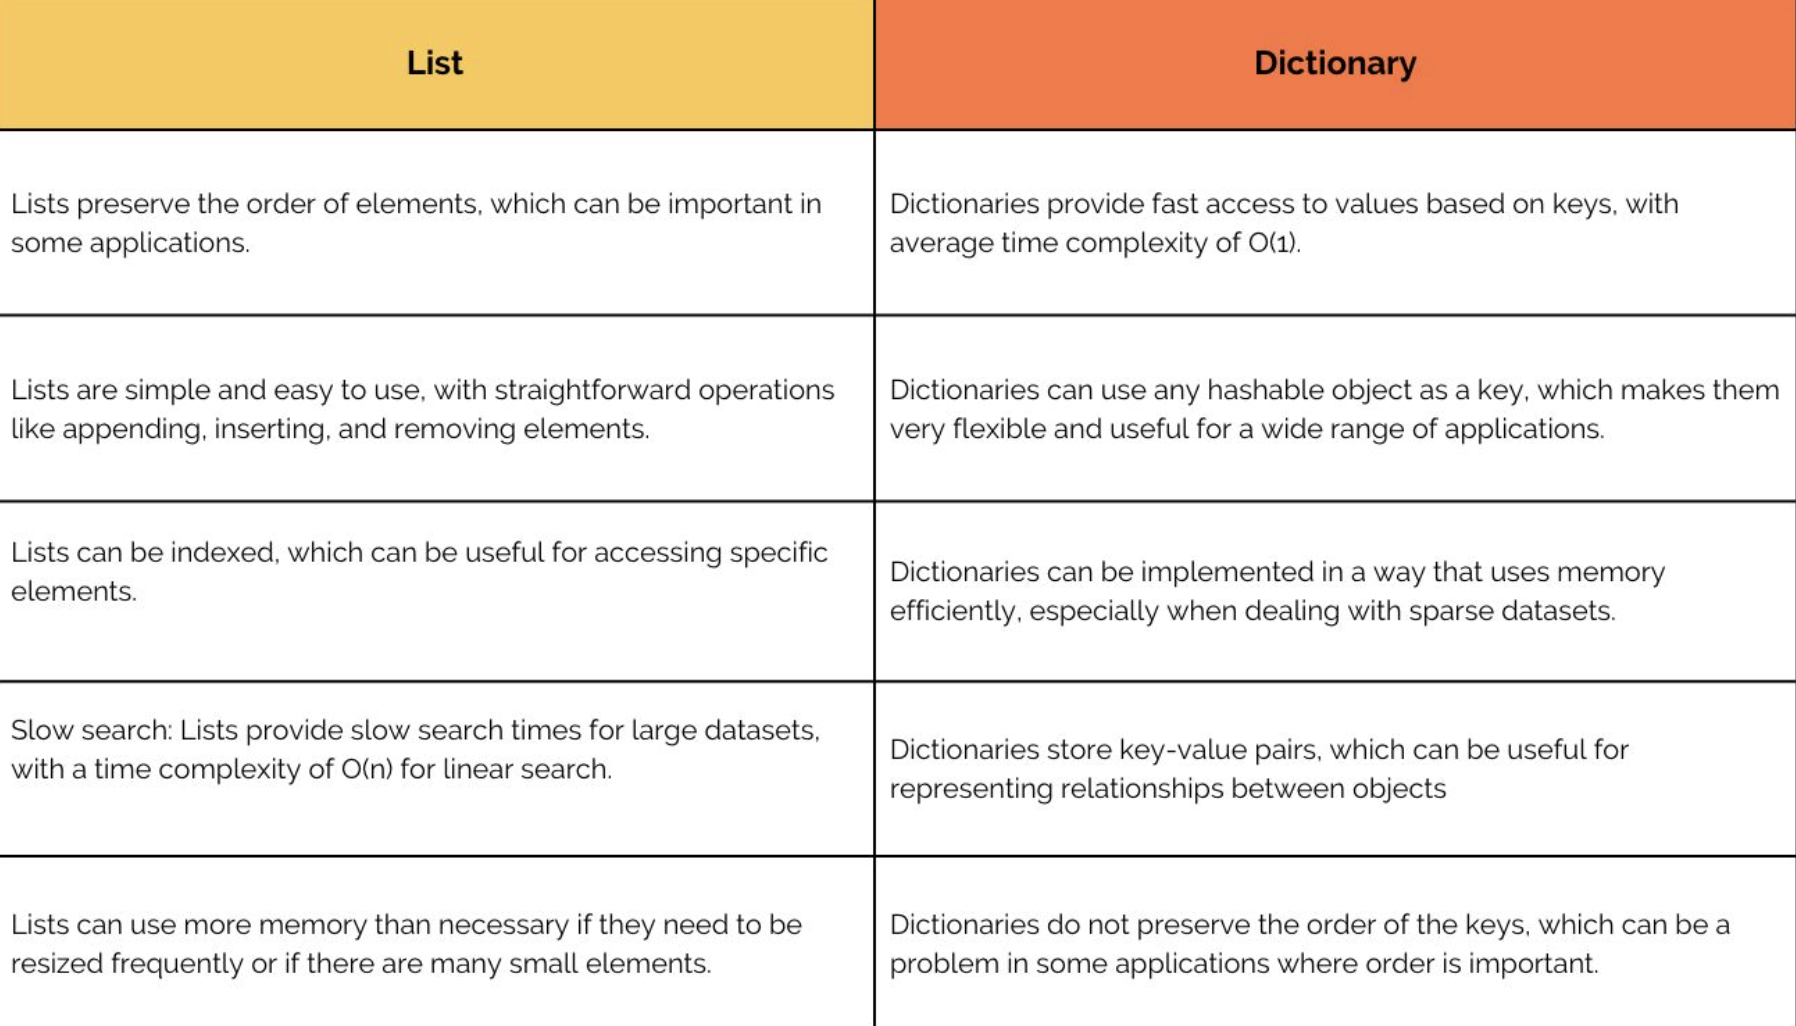 List
Dictionary
Lists preserve the order of elements, which can be important in
some applications.
Dictionaries provide fast access to values based on keys, with
average time complexity of O(1).
Lists are simple and easy to use, with straightforward operations
like appending, inserting, and removing elements.
Dictionaries can use any hashable object as a key, which makes them
very flexible and useful for a wide range of applications.
Lists can be indexed, which can be useful for accessing specific
elements.
Dictionaries can be implemented in a way that uses memory
efficiently, especially when dealing with sparse datasets.
Slow search: Lists provide slow search times for large datasets,
with a time complexity of O(n) for linear search.
Dictionaries store key-value pairs, which can be useful for
representing relationships between objects
Lists can use more memory than necessary if they need to be
resized frequently or if there are many small elements.
Dictionaries do not preserve the order of the keys, which can be a
problem in some applications where order is important.